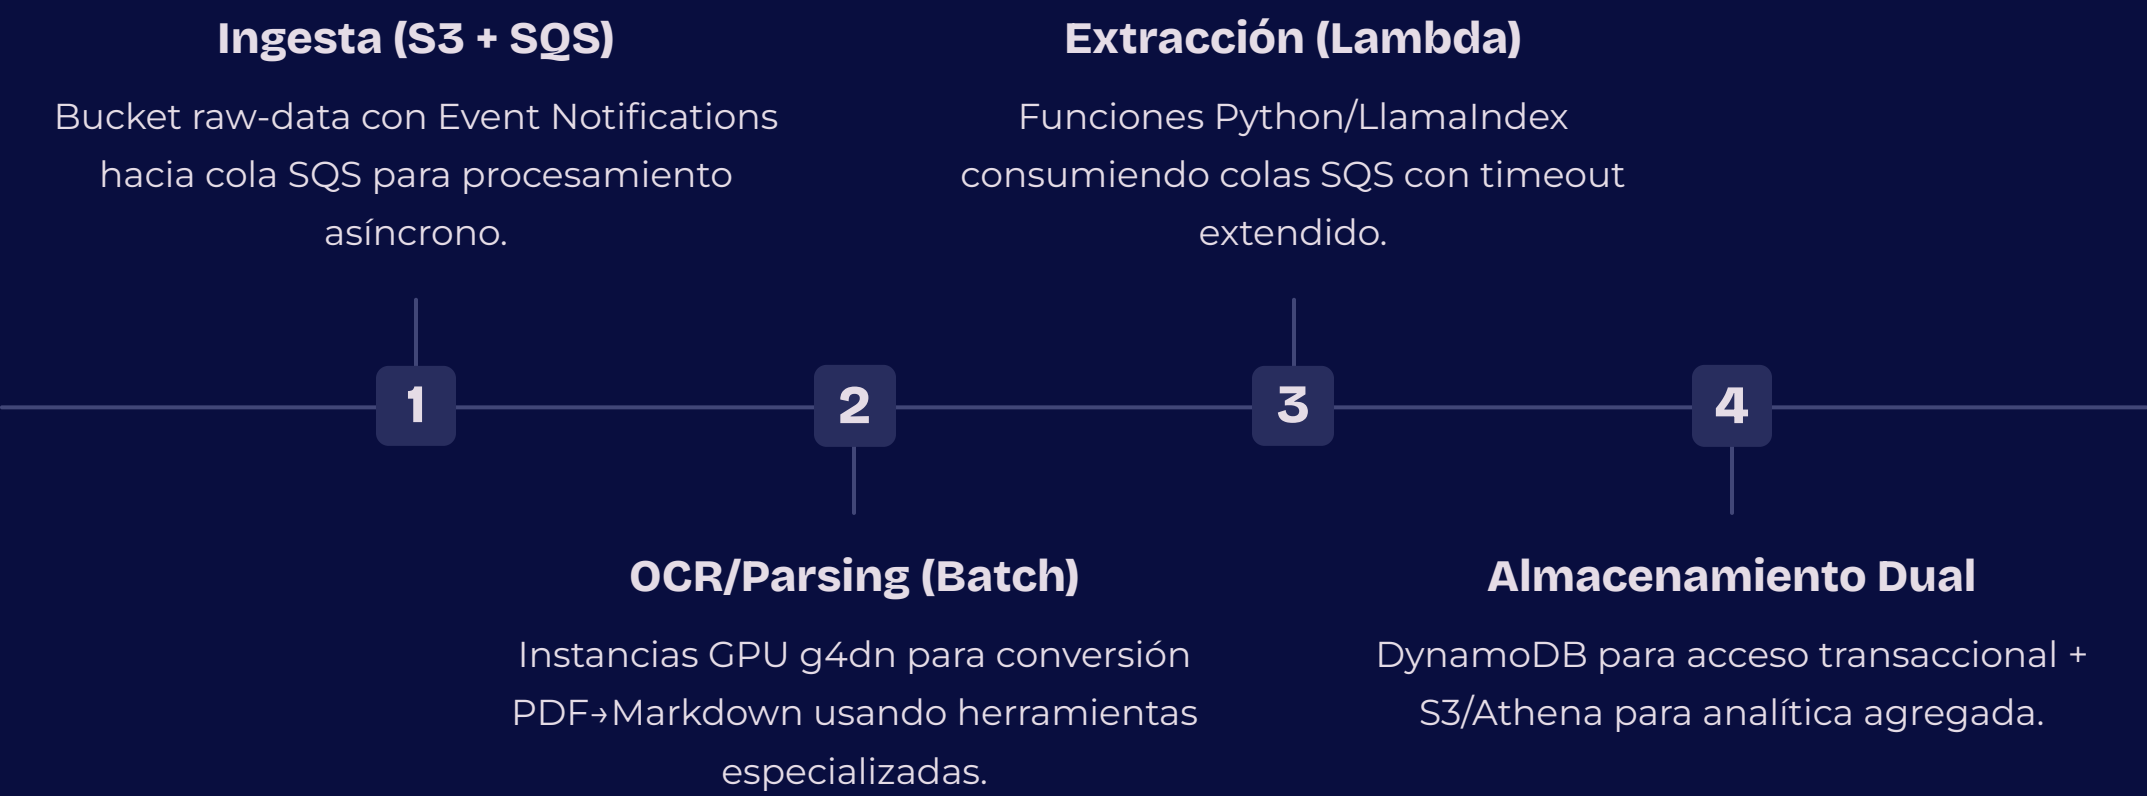 Ingesta (S3 + SQS)
Bucket raw-data con Event Notifications
hacia cola SQS para procesamiento
asíncrono.
1
2
OCR/Parsing (Batch)
Instancias GPU g4dn para conversión
PDF→Markdown usando herramientas
especializadas.
Extracción (Lambda)
Funciones Python/LlamaIndex
consumiendo colas SQS con timeout
extendido.
3
4
Almacenamiento Dual
DynamoDB para acceso transaccional +
S3/Athena para analítica agregada.